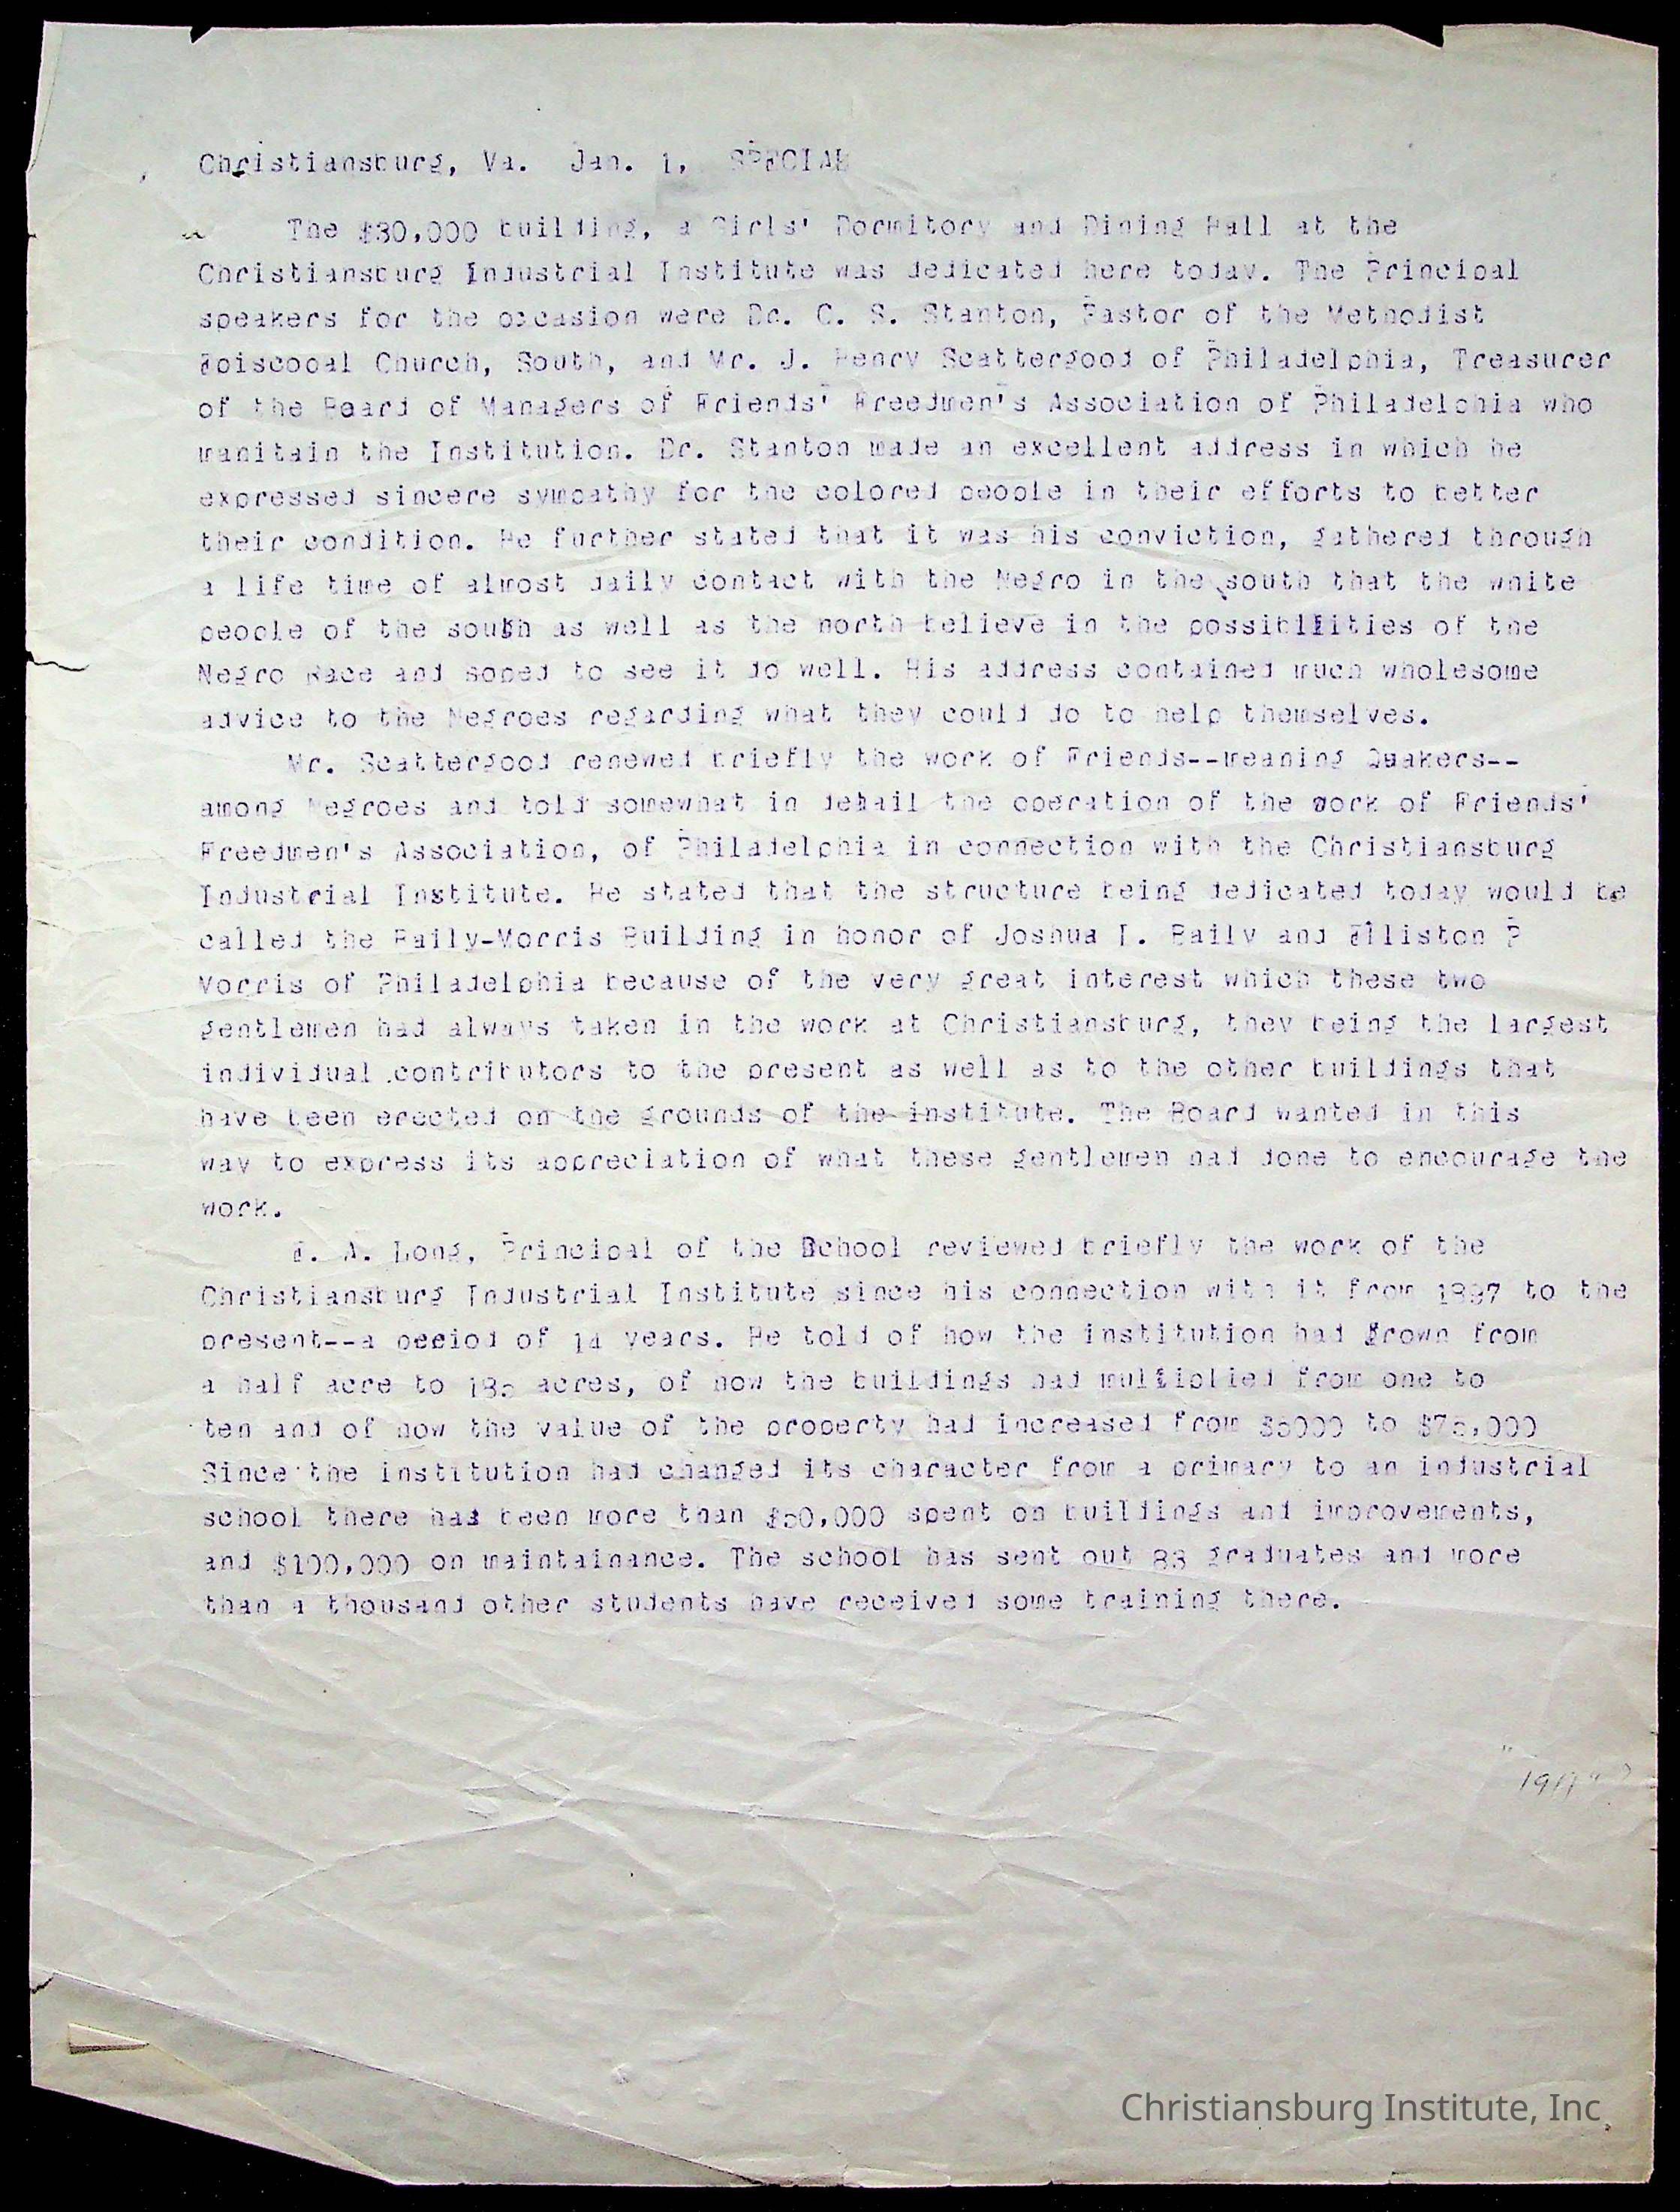 Christiansburg, Va. Jan. 1, SPECIAL
The $30,000 building, a Girls' Dormitory and Dining Hall at the
Christiansburg Industrial Institute was dedicated here today. The Principal
speakers for the occasion were Dr. C. S. Stanton, Pastor of the Methodist
Episcopal Church, South, and Mr. J. Henry Scattergood of Philadelphia, Treasurer
of the Board of Managers of Friends' Freedmen's Association of Philadelphia who
manitain the Institution. Dr. Stanton made an excellent address in which he
expressed sincere sympathy for the colored people in their efforts to better
their condition. He further stated that it was his conviction, gathered through
a life time of almost daily contact with the Negro in the south that the white
people of the south as well as the north believe in the possiblities of the
Negro Race and hoped to see it do well. His address contained much wholesome
advice to the Negroes regarding what they could do to help themselves.
Mr. Scattergood renewed briefly the work of Friends--meaning Quakers--
among Negroes and told somewhat in detail the operation of the work of Friends'
Freedmen's Association, of Philadelphia in connection with the Christiansburg
Industrial Institute. He stated that the structure being dedicated today would be
called the Baily-Morris Building in honor of Joshua L. Baily and Elliston P
Morris of Philadelphia because of the very great interest which these two
gentlemen had always taken in the work at Christiansburg, they being the largest
individual contributors to the present as well as to the other buildings that
have been erected on the grounds of the institute. The Board wanted in this
way to express its appreciation of what these gentlemen had done to encourage the
work.
E. A. Long, Principal of the School reviewed briefly the work of the
Christiansburg Industrial Institute since his connection with it from 1897 to the
present--a period of 14 years. He told of how the institution had grown from
a half acre to 185 acres, of how the buildings had multiplied from one to
ten and of how the value of the property had increased from $5000 to $75,000
Since the institution had changed its character from a primary to an industrial
school there has been more than $50,000 spent on buildings and improvements,
and $100,000 on maintainance. The school has sent out 83 graduates and more
than a thousand other students have received some training there.
Christiansburg Institute, Inc.